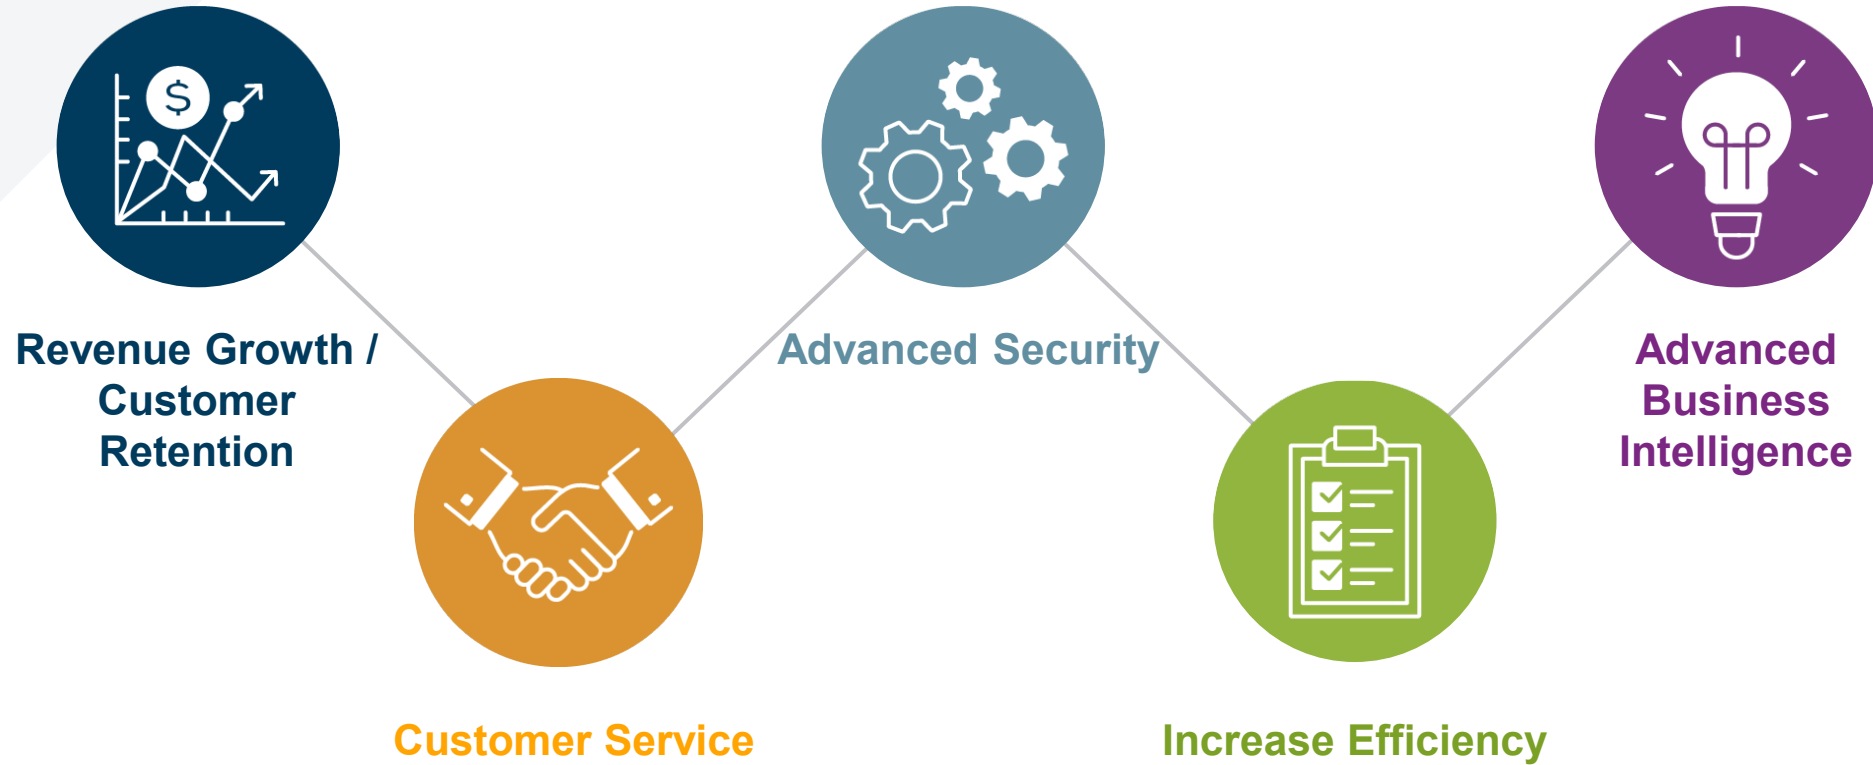 $
Revenue Growth /
Customer
Retention
Customer Service
Advanced Security
Increase Efficiency
Advanced
Business
Intelligence